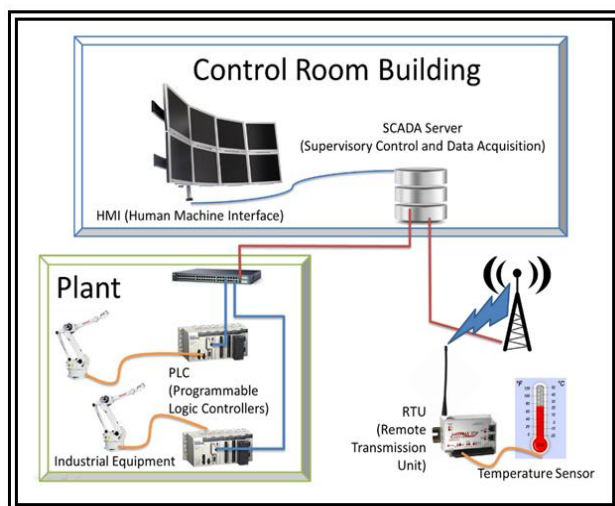 Control Room Building
SCADA Server
(Supervisory Control and Data Acquisition)
HMI (Human Machine Interface)
Plant
PLC
(Programmable
Logic Controllers)
Industrial Equipment
RTU
(Remote
Transmission
Unit)
°F
°C
Temperature Sensor